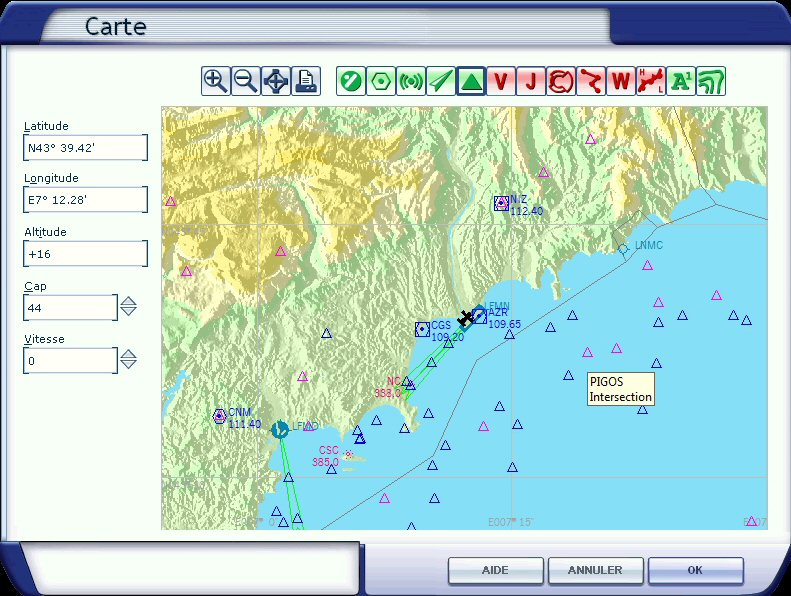 Carte
V J W H L A¹
Latitude
N43° 39.42'
Longitude
E7° 12.28'
Altitude
+16
Cap
44
Vitesse
0
NIZ
112.40
LNMC
LFMN
AZR
109.65
CGS
109.20
NC
383,0
PIGOS
Intersection
CNM
111.40
LFMD
CSC
385,0
E007° 15'
E007
AIDE
ANNULER
OK